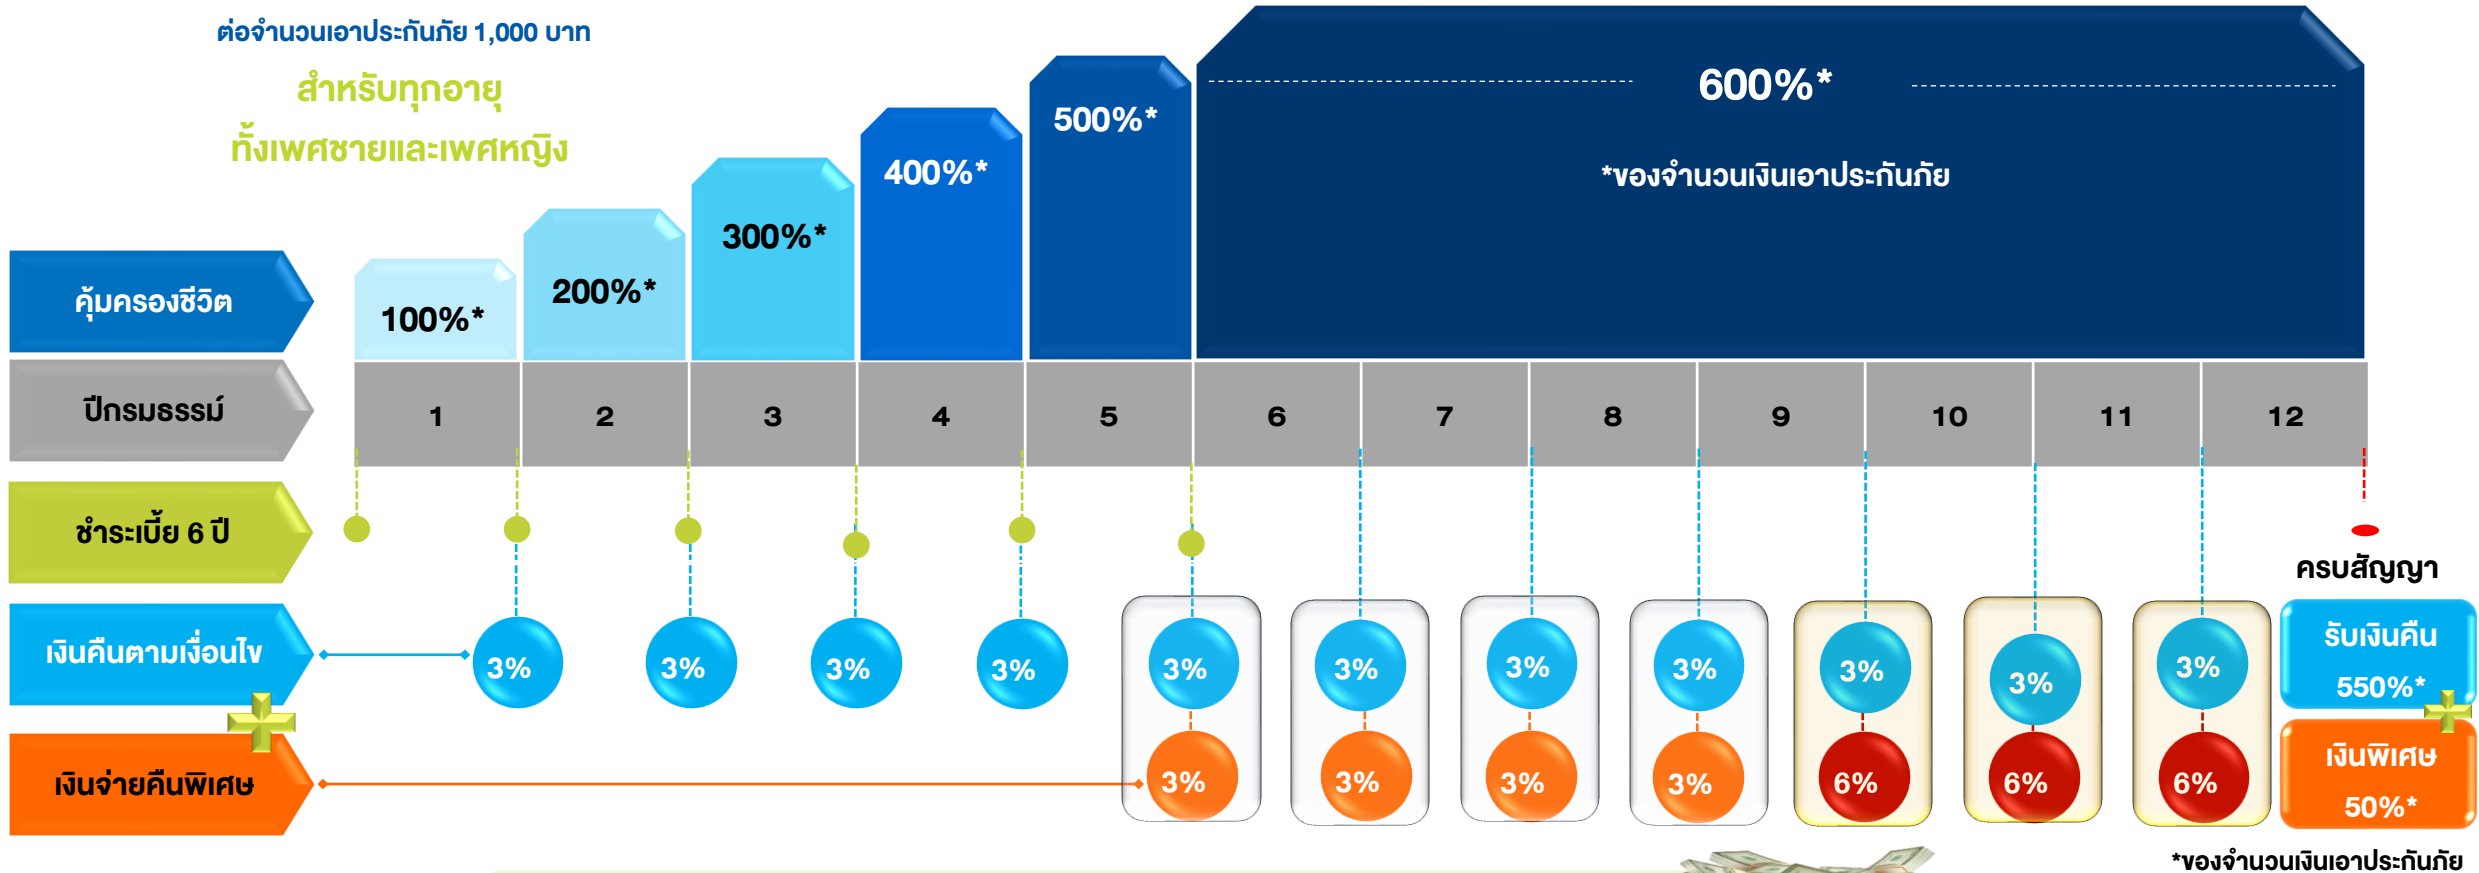 ต่อจำนวนเอาประกันภัย 1,000 บาท
สำหรับทุกอายุ
ทั้งเพศชายและเพศหญิง
100%*
200%*
300%*
400%*
500%*
600%*
*ของจำนวนเงินเอาประกันภัย
คุ้มครองชีวิต
ปีกรมธรรม์
1 2 3 4 5 6 7 8 9 10 11 12
ชำระเบี้ย 6 ปี
ครบสัญญา
เงินคืนตามเงื่อนไข
3% 3% 3% 3% 3% 3% 3% 3% 3% 3% 3%
รับเงินคืน
550%*
เงินจ่ายคืนพิเศษ
3% 3% 3% 3% 6% 6% 6%
เงินพิเศษ
50%*
*ของจำนวนเงินเอาประกันภัย